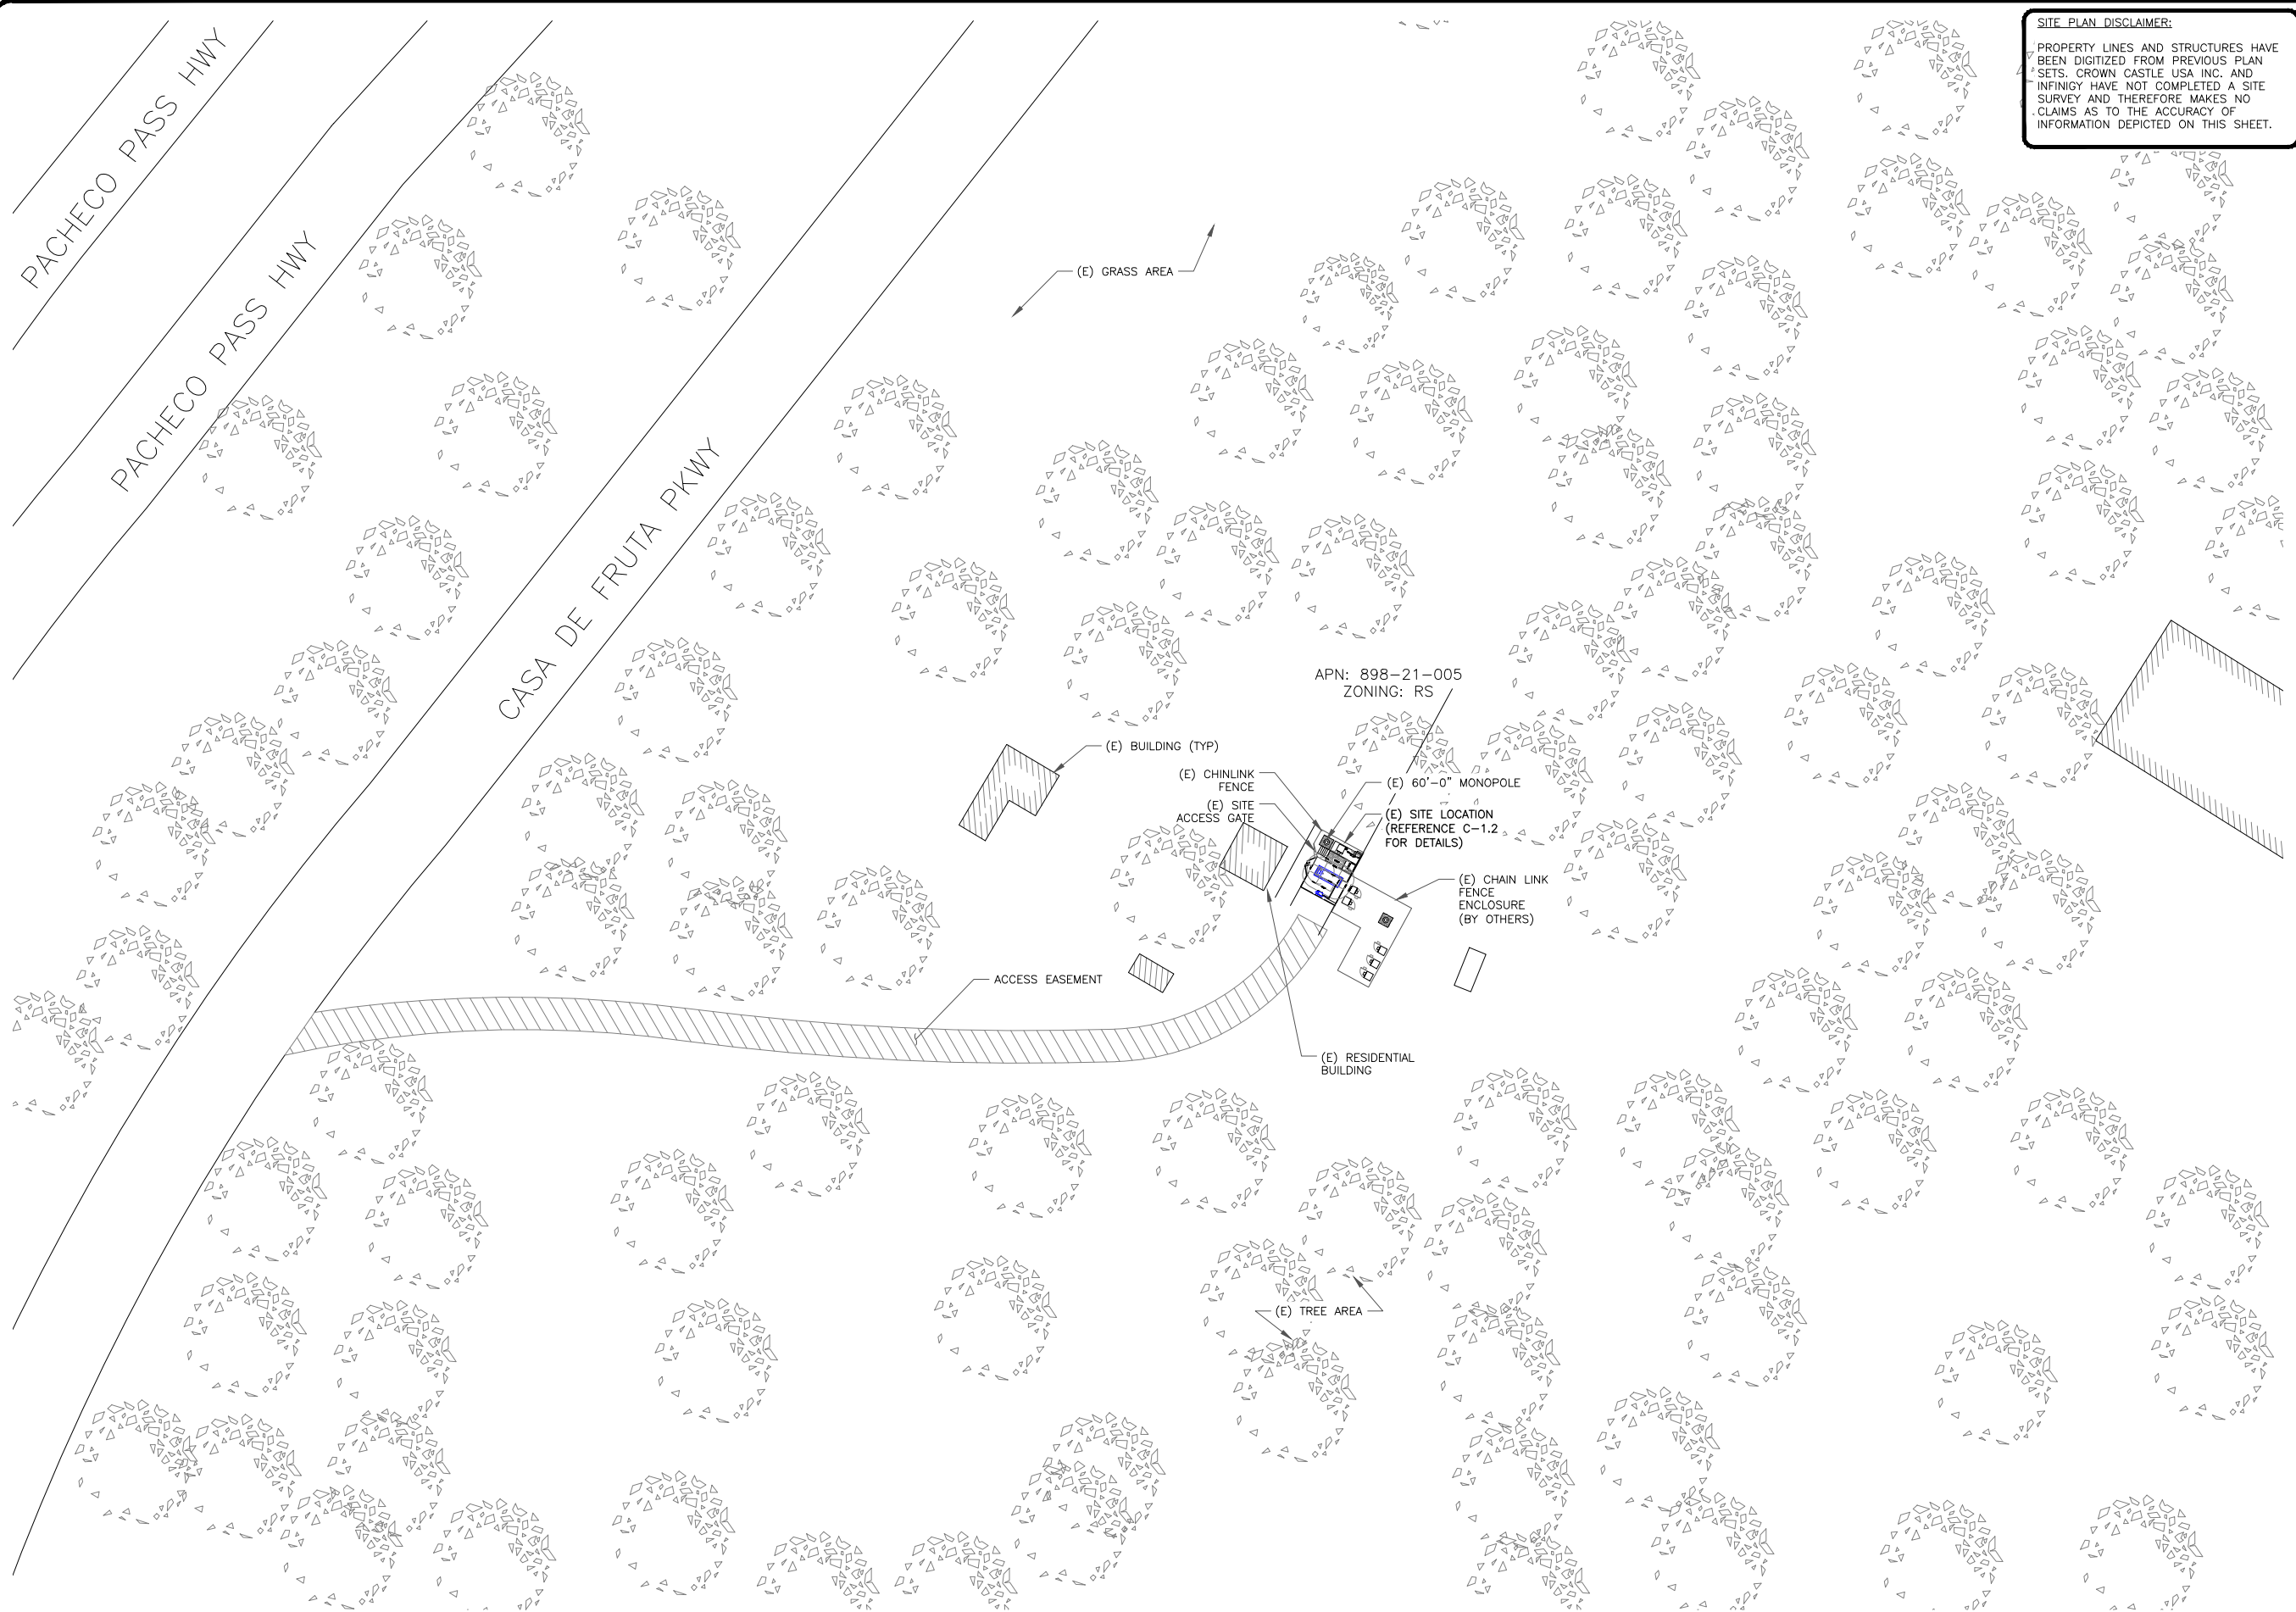 SITE PLAN DISCLAIMER:
PROPERTY LINES AND STRUCTURES HAVE
BEEN DIGITIZED FROM PREVIOUS PLAN
SETS. CROWN CASTLE USA INC. AND
INFINIGY HAVE NOT COMPLETED A SITE
SURVEY AND THEREFORE MAKES NO
CLAIMS AS TO THE ACCURACY OF
INFORMATION DEPICTED ON THIS SHEET.
PACHECO PASS HWY
PACHECO PASS HWY
CASA DE FRUTA PKWY
(E) GRASS AREA
APN: 898-21-005
ZONING: RS
(E) BUILDING (TYP)
(E) CHINLINK
FENCE
(E) SITE
ACCESS GATE
(E) 60'-0" MONOPOLE
(E) SITE LOCATION
(REFERENCE C-1.2
FOR DETAILS)
(E) CHAIN LINK
FENCE
ENCLOSURE
(BY OTHERS)
ACCESS EASEMENT
(E) RESIDENTIAL
BUILDING
(E) TREE AREA